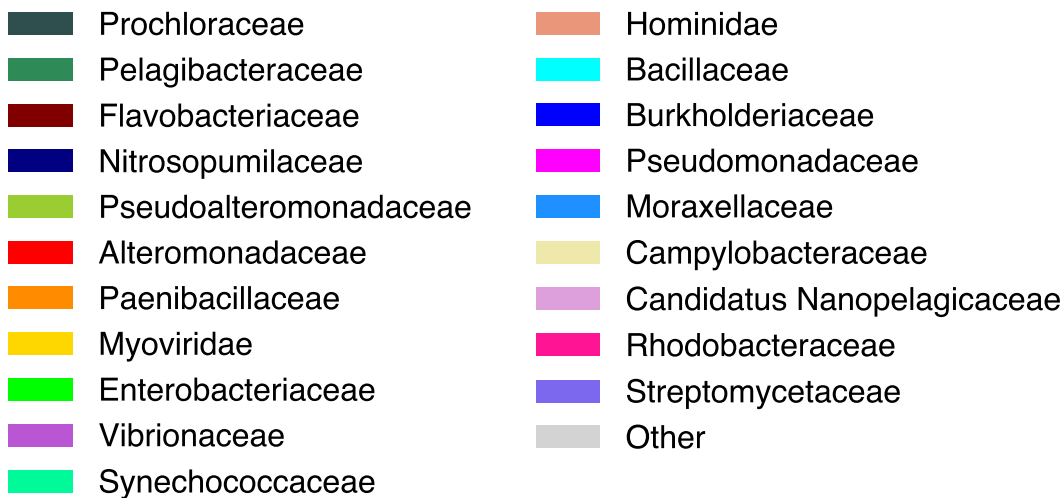 Prochloraceae
Pelagibacteraceae
Flavobacteriaceae
Nitrosopumilaceae
Pseudoalteromonadaceae
Alteromonadaceae
Paenibacillaceae
Myoviridae
Enterobacteriaceae
Vibrionaceae
Synechococcaceae
Hominidae
Bacillaceae
Burkholderiaceae
Pseudomonadaceae
Moraxellaceae
Campylobacteraceae
Candidatus Nanopelagicaceae
Rhodobacteraceae
Streptomycetaceae
Other